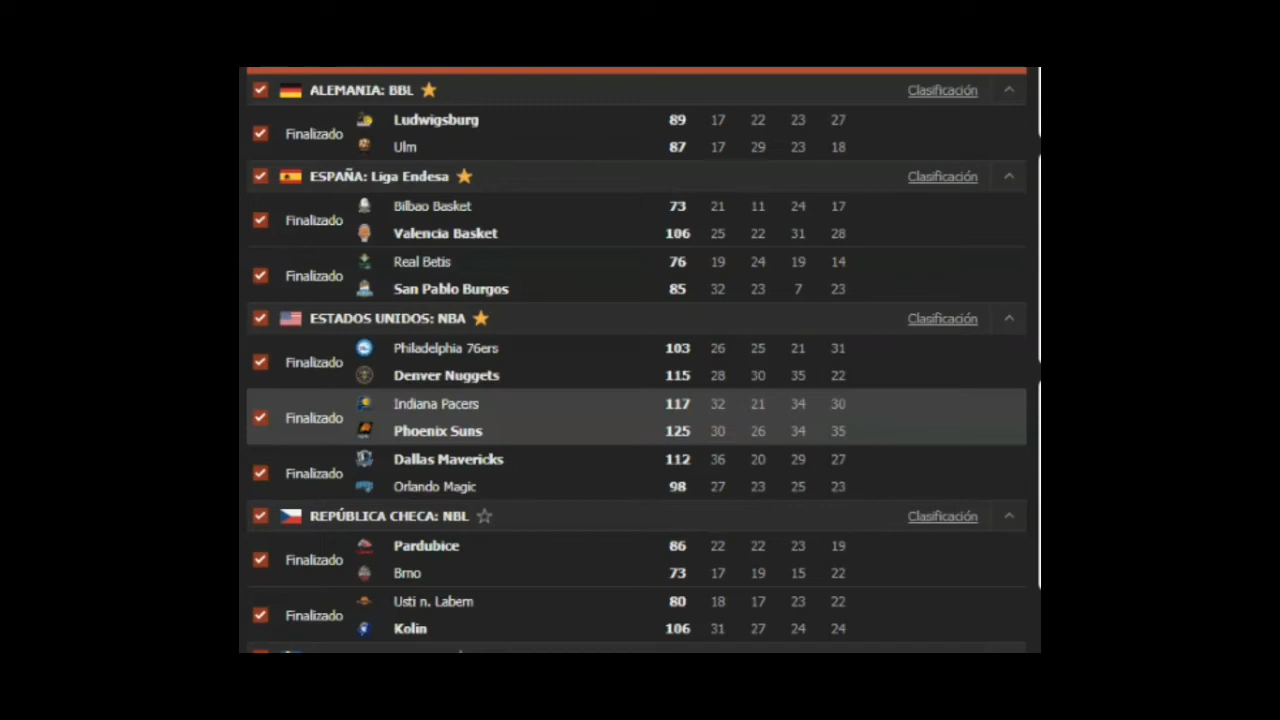 ALEMANIA: BBL Clasificación
Ludwigsburg 89 17 22 23 27
Finalizado
Ulm 87 17 29 23 18
ESPAÑA: Liga Endesa Clasificación
Bilbao Basket 73 21 11 24 17
Finalizado
Valencia Basket 106 25 22 31 28
Real Betis 76 19 24 19 14
Finalizado
San Pablo Burgos 85 32 23 7 23
ESTADOS UNIDOS: NBA Clasificación
Philadelphia 76ers 103 26 25 21 31
Finalizado
Denver Nuggets 115 28 30 35 22
Indiana Pacers 117 32 21 34 30
Finalizado
Phoenix Suns 125 30 26 34 35
Dallas Mavericks 112 36 20 29 27
Finalizado
Orlando Magic 98 27 23 25 23
REPÚBLICA CHECA: NBL Clasificación
Pardubice 86 22 22 23 19
Finalizado
Brno 73 17 19 15 22
Usti n. Labem 80 18 17 23 22
Finalizado
Kolin 106 31 27 24 24